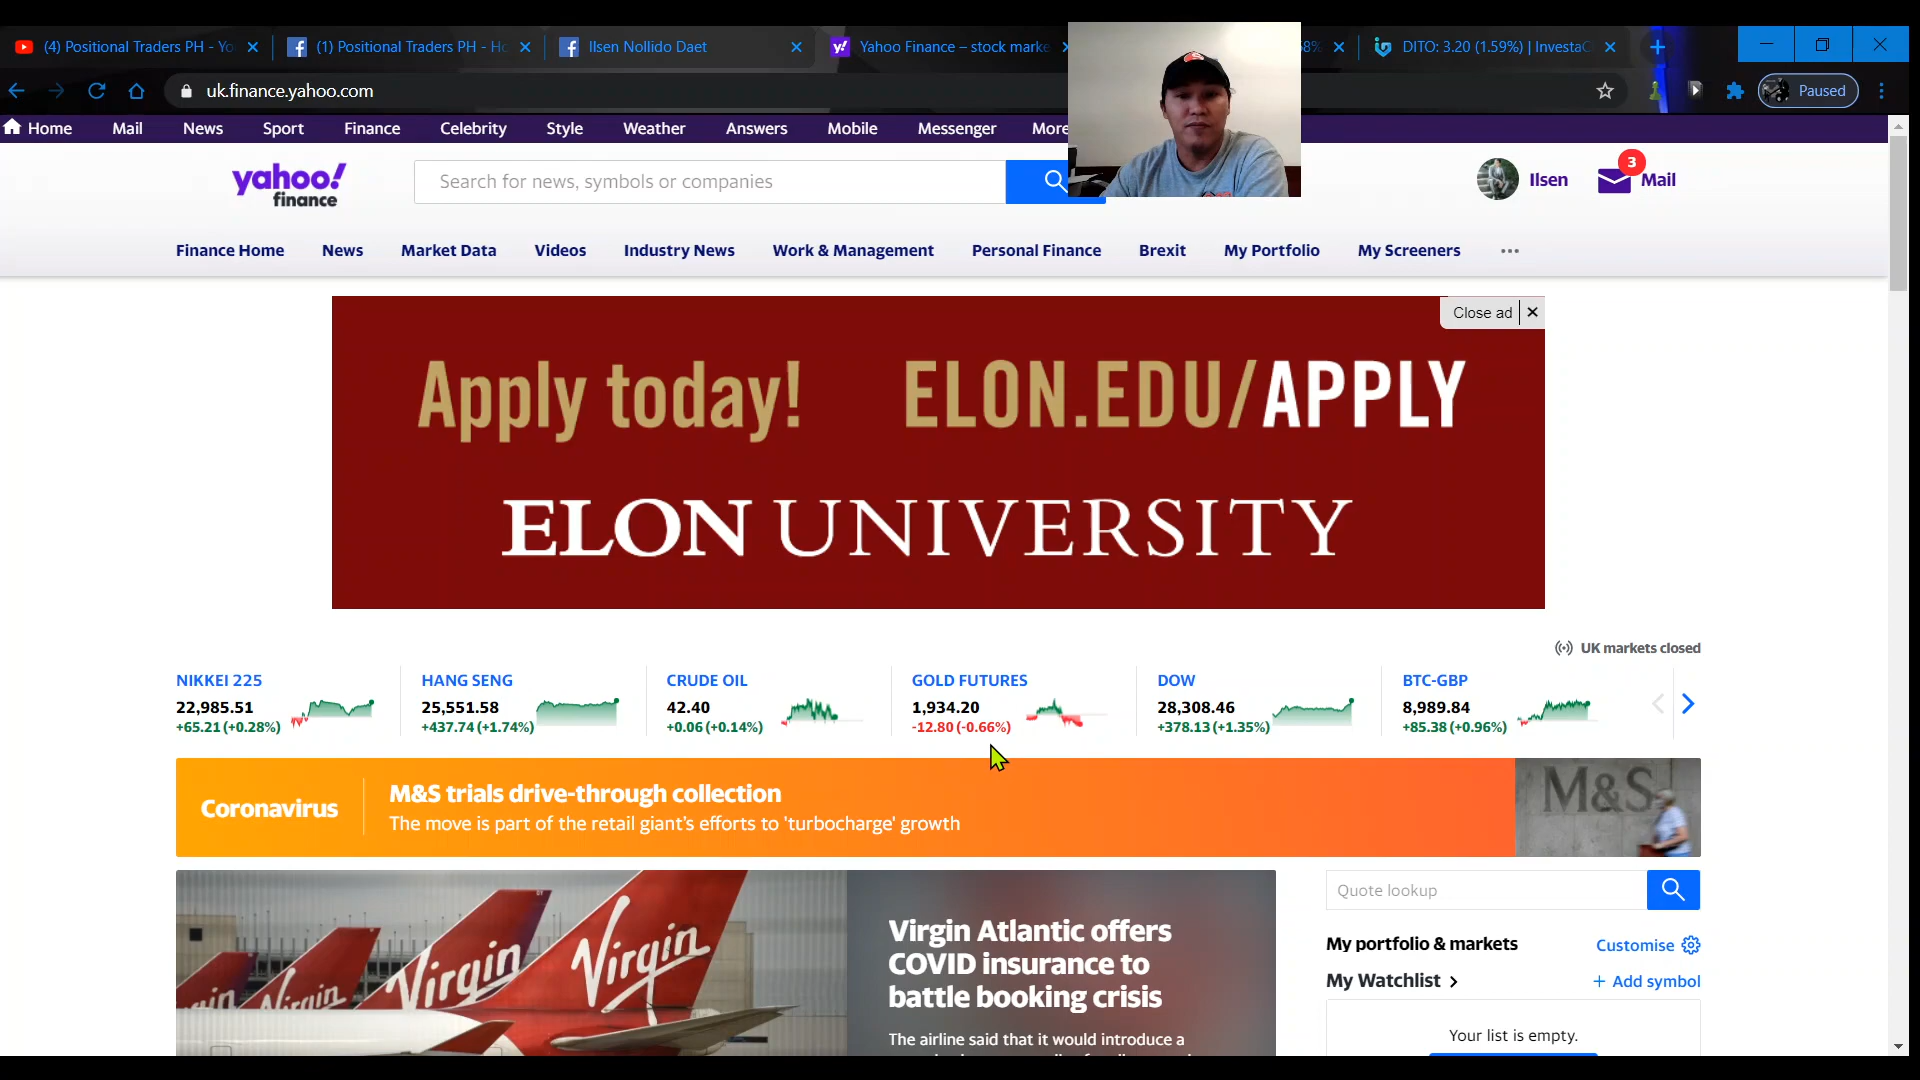 (4) Positional Traders PH - Yo
(1) Positional Traders PH - Ho
Ilsen Nollido Daet
Yahoo Finance – stock marke
58%
DITO: 3.20 (1.59%) | InvestaC
uk.finance.yahoo.com
Paused
Home Mail News Sport Finance Celebrity Style Weather Answers Mobile Messenger More
yahoo!
finance
Search for news, symbols or companies
Ilsen
3
Mail
Finance Home News Market Data Videos Industry News Work & Management Personal Finance Brexit My Portfolio My Screeners ...
Close ad
Apply today! ELON.EDU/APPLY
ELON UNIVERSITY
UK markets closed
NIKKEI 225
22,985.51
+65.21 (+0.28%)
HANG SENG
25,551.58
+437.74 (+1.74%)
CRUDE OIL
42.40
+0.06 (+0.14%)
GOLD FUTURES
1,934.20
-12.80 (-0.66%)
DOW
28,308.46
+378.13 (+1.35%)
BTC-GBP
8,989.84
+85.38 (+0.96%)
Coronavirus
M&S trials drive-through collection
The move is part of the retail giant's efforts to 'turbocharge' growth
M&S
Virgin
Virgin
Virgin Atlantic offers
COVID insurance to
battle booking crisis
The airline said that it would introduce a
Quote lookup
My portfolio & markets
Customise
My Watchlist
+ Add symbol
Your list is empty.